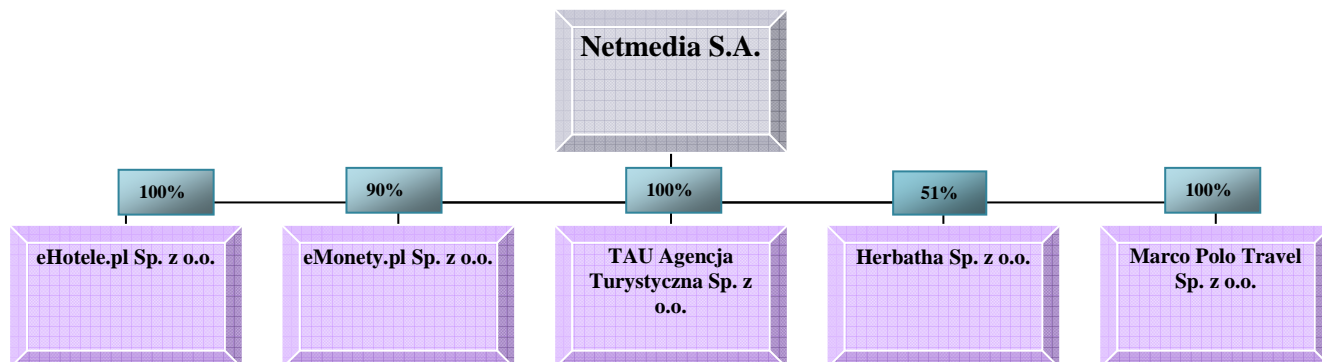 Netmedia S.A.
100%
90%
100%
51%
100%
eHotele.pl Sp. z o.o.
eMonety.pl Sp. z o.o.
TAU Agencja
Turystyczna Sp. z
o.o.
Herbatha Sp. z o.o.
Marco Polo Travel
Sp. z o.o.